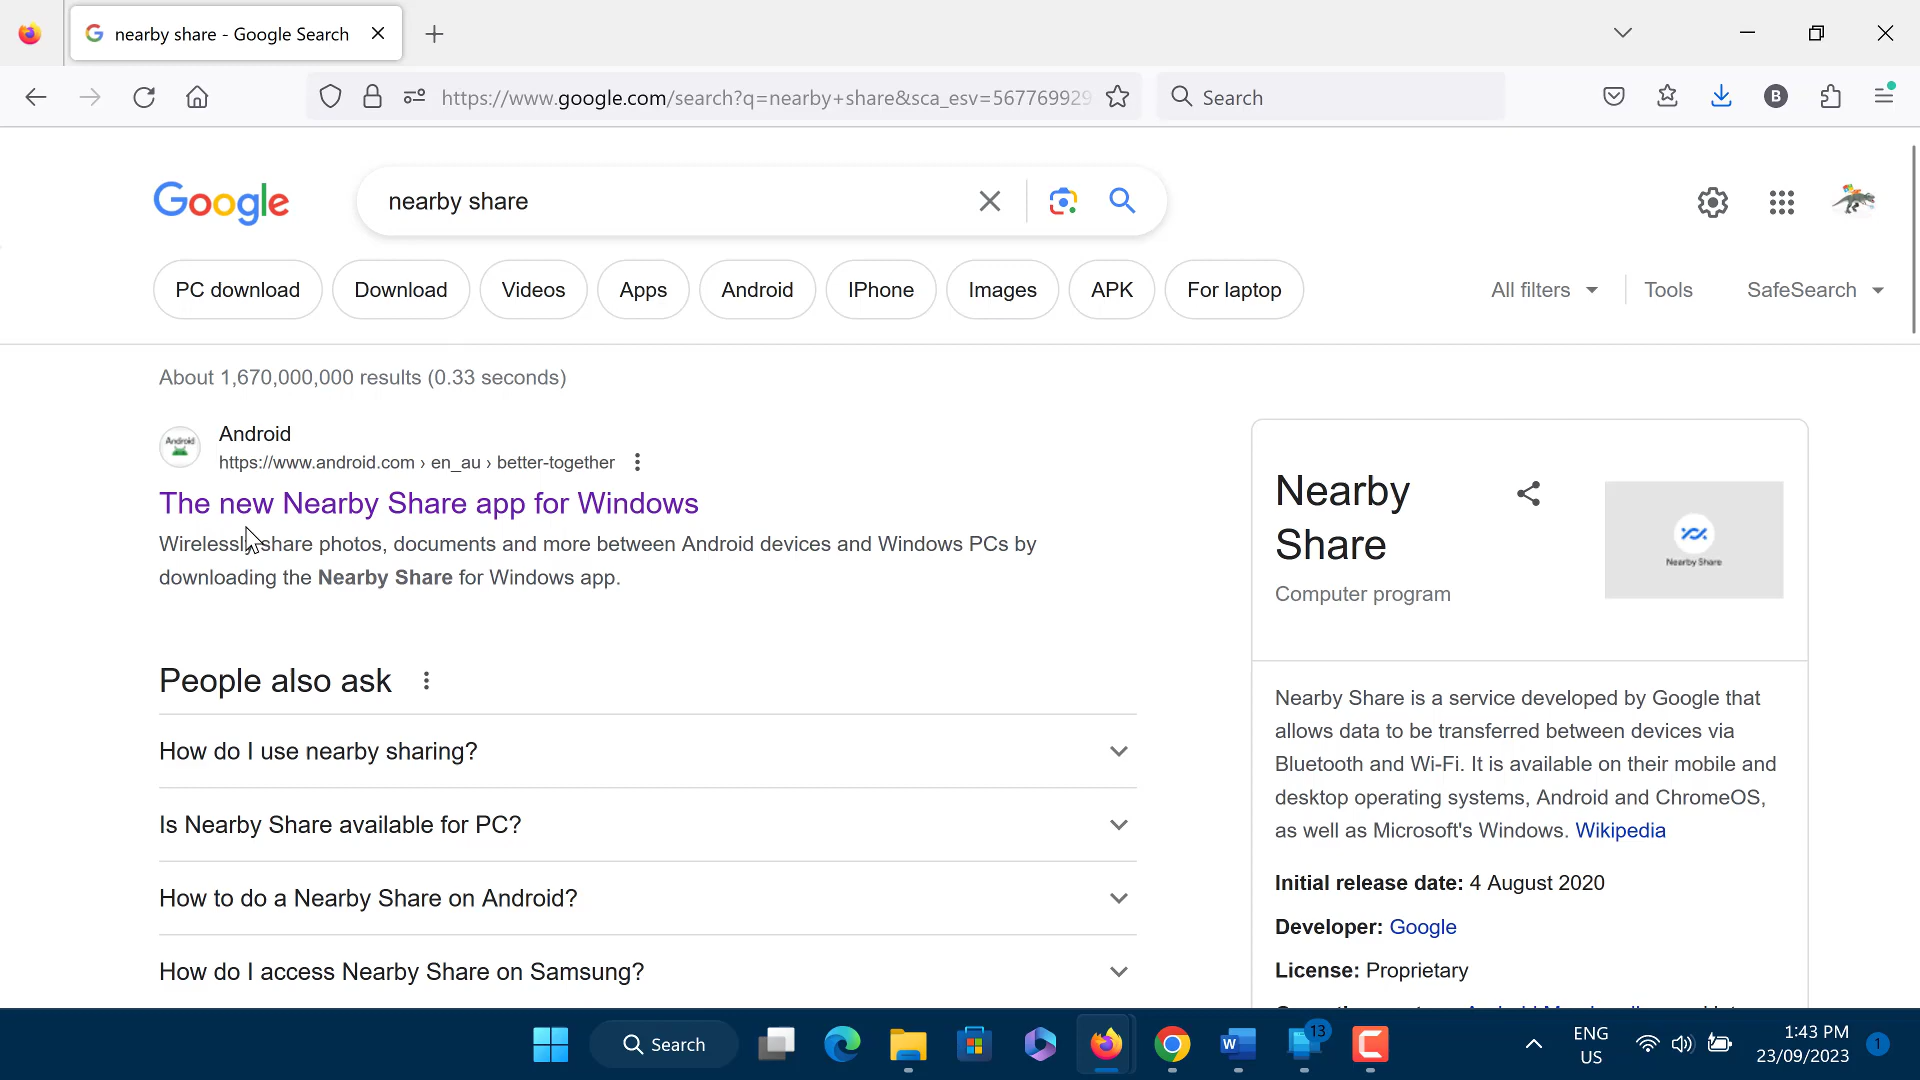 nearby share - Google Search
https://www.google.com/search?q=nearby+share&sca_esv=567769929
Search
B
Google
nearby share
PC download
Download
Videos
Apps
Android
IPhone
Images
APK
For laptop
All filters
Tools
SafeSearch
About 1,670,000,000 results (0.33 seconds)
Android
Android
https://www.android.com › en_au › better-together
The new Nearby Share app for Windows
Wirelessly share photos, documents and more between Android devices and Windows PCs by
downloading the Nearby Share for Windows app.
People also ask
How do I use nearby sharing?
Is Nearby Share available for PC?
How to do a Nearby Share on Android?
How do I access Nearby Share on Samsung?
Nearby
Share
Computer program
Nearby Share
Nearby Share is a service developed by Google that
allows data to be transferred between devices via
Bluetooth and Wi-Fi. It is available on their mobile and
desktop operating systems, Android and ChromeOS,
as well as Microsoft's Windows. Wikipedia
Initial release date: 4 August 2020
Developer: Google
License: Proprietary
Search
W
13
ENG
US
1:43 PM
23/09/2023
1